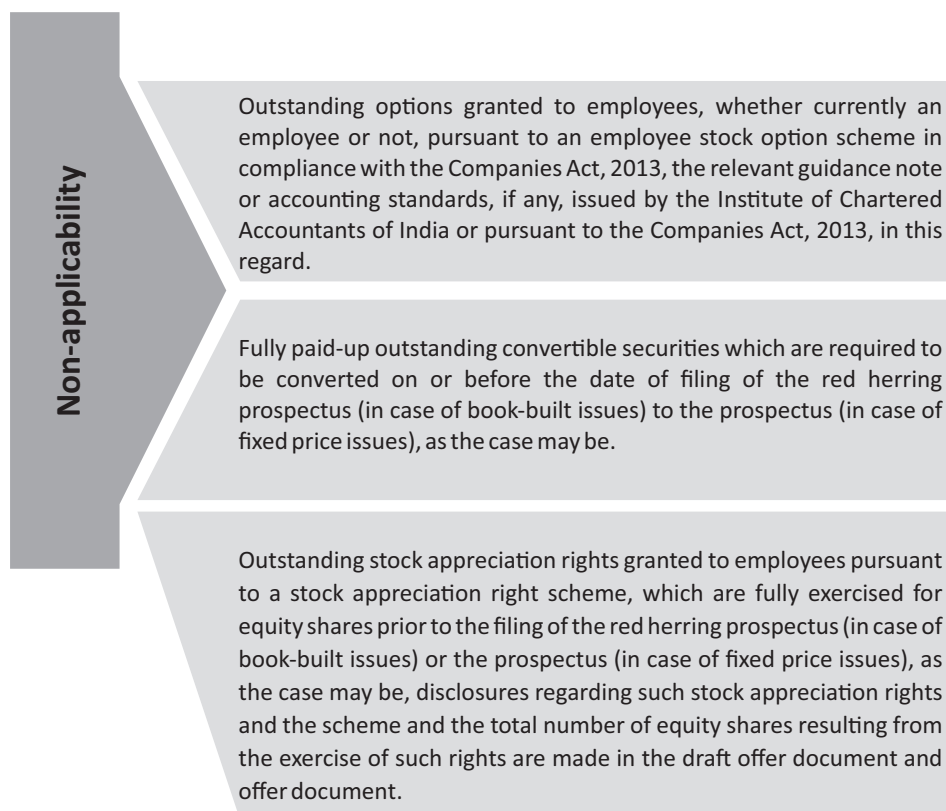 Non-applicability
Outstanding options granted to employees, whether currently an
employee or not, pursuant to an employee stock option scheme in
compliance with the Companies Act, 2013, the relevant guidance note
or accounting standards, if any, issued by the Institute of Chartered
Accountants of India or pursuant to the Companies Act, 2013, in this
regard.
Fully paid-up outstanding convertible securities which are required to
be converted on or before the date of filing of the red herring
prospectus (in case of book-built issues) to the prospectus (in case of
fixed price issues), as the case may be.
Outstanding stock appreciation rights granted to employees pursuant
to a stock appreciation right scheme, which are fully exercised for
equity shares prior to the filing of the red herring prospectus (in case of
book-built issues) or the prospectus (in case of fixed price issues), as
the case may be, disclosures regarding such stock appreciation rights
and the scheme and the total number of equity shares resulting from
the exercise of such rights are made in the draft offer document and
offer document.